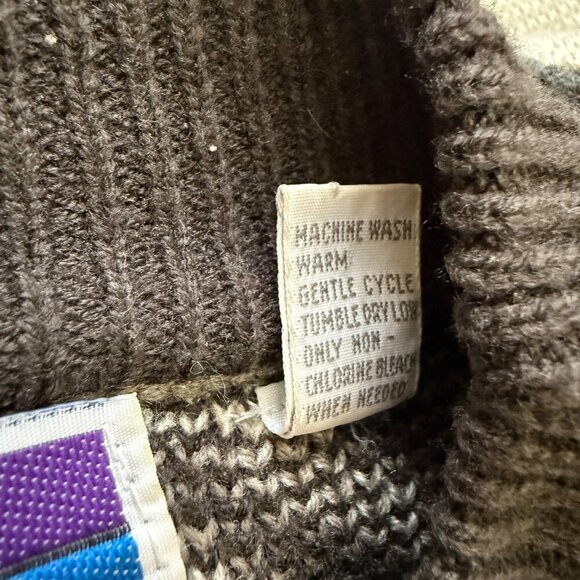 MACHINE WASH
WARM
GENTLE CYCLE
TUMBLE DRY LOW
ONLY NON -
CHLORINE BLEACH
WHEN NEEDED